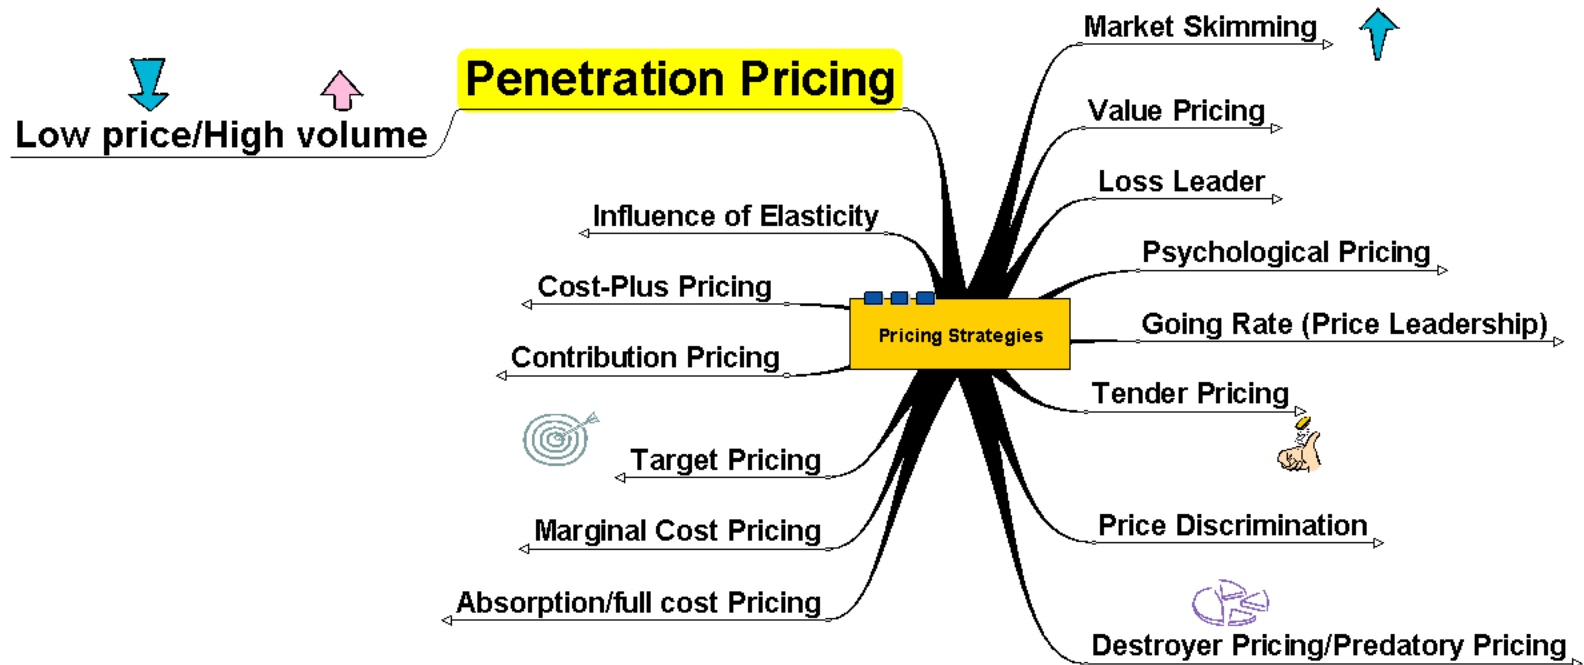 Penetration Pricing
Low price/High volume
Influence of Elasticity
Cost-Plus Pricing
Contribution Pricing
Target Pricing
Marginal Cost Pricing
Absorption/full cost Pricing
Pricing Strategies
Market Skimming
Value Pricing
Loss Leader
Psychological Pricing
Going Rate (Price Leadership)
Tender Pricing
Price Discrimination
Destroyer Pricing/Predatory Pricing